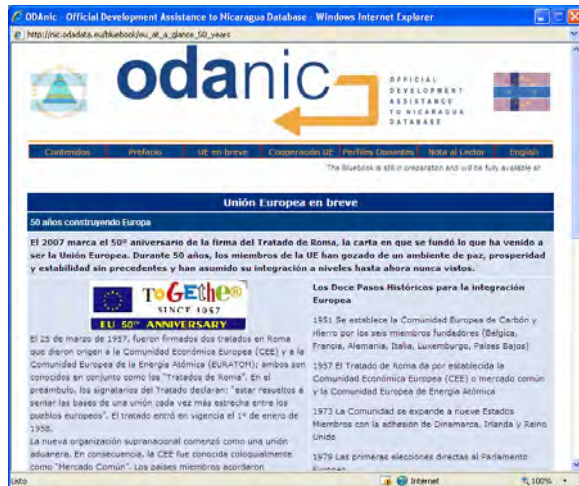 ODAnic - Official Development Assistance to Nicaragua Database - Windows Internet Explorer
http://nic.odadata.eu/bluebook/eu_at_a_glance_50_years
odanic
OFFICIAL
DEVELOPMENT
ASSISTANCE
TO NICARAGUA
DATABASE
Contenidos Prefacio UE en breve Cooperación UE Perfiles Donantes Nota al Lector English
The Bluebook is still in preparation and will be fully available at
Unión Europea en breve
50 años construyendo Europa
El 2007 marca el 50º aniversario de la firma del Tratado de Roma, la carta en que se fundó lo que ha venido a
ser la Unión Europea. Durante 50 años, los miembros de la UE han gozado de un ambiente de paz, prosperidad
y estabilidad sin precedentes y han asumido su integración a niveles hasta ahora nunca vistos.
ToGEtheR
SINCE 1957
EU 50TH ANNIVERSARY
El 25 de marzo de 1957, fueron firmados dos tratados en Roma
que dieron origen a la Comunidad Económica Europea (CEE) y a la
Comunidad Europea de la Energía Atómica (EURATOM); ambos son
conocidos en conjunto como los "Tratados de Roma". En el
preámbulo, los signatarios del Tratado declaran: "estar resueltos a
sentar las bases de una unión cada vez más estrecha entre los
pueblos europeos". El tratado entró en vigencia el 1º de enero de
1958.
La nueva organización supranacional comenzó como una unión
aduanera. En consecuencia, la CEE fue conocida coloquialmente
como "Mercado Común". Los países miembros acordaron
Los Doce Pasos Históricos para la integración
Europea
1951 Se establece la Comunidad Europea de Carbón y
Hierro por los seis miembros fundadores (Bélgica,
Francia, Alemania, Italia, Luxemburgo, Países Bajos)
1957 El Tratado de Roma da por establecida la
Comunidad Económica Europea (CEE) o mercado común
y la Comunidad Europea de Energía Atómica
1973 La Comunidad se expande a nueve Estados
Miembros con la adhesión de Dinamarca, Irlanda y Reino
Unido
1979 Las primeras elecciones directas al Parlamento
Europeo
Listo Internet 100%